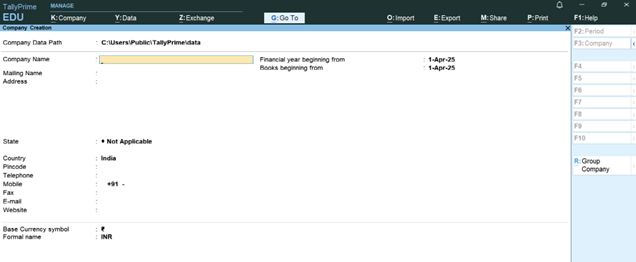 TallyPrime MANAGE
EDU K:Company Y:Data Z:Exchange G:Go To O:Import E:Export M:Share P:Print F1:Help
Company Creation
Company Data Path : C:\Users\Public\TallyPrime\data
Company Name :
Financial year beginning from : 1-Apr-25
Books beginning from : 1-Apr-25
Mailing Name :
Address :
State : ♦ Not Applicable
Country : India
Pincode :
Telephone :
Mobile : +91 -
Fax :
E-mail :
Website :
Base Currency symbol : ₹
Formal name : INR
F2:Period
F3:Company
F4
F5
F6
F7
F8
F9
F10
R: Group
Company